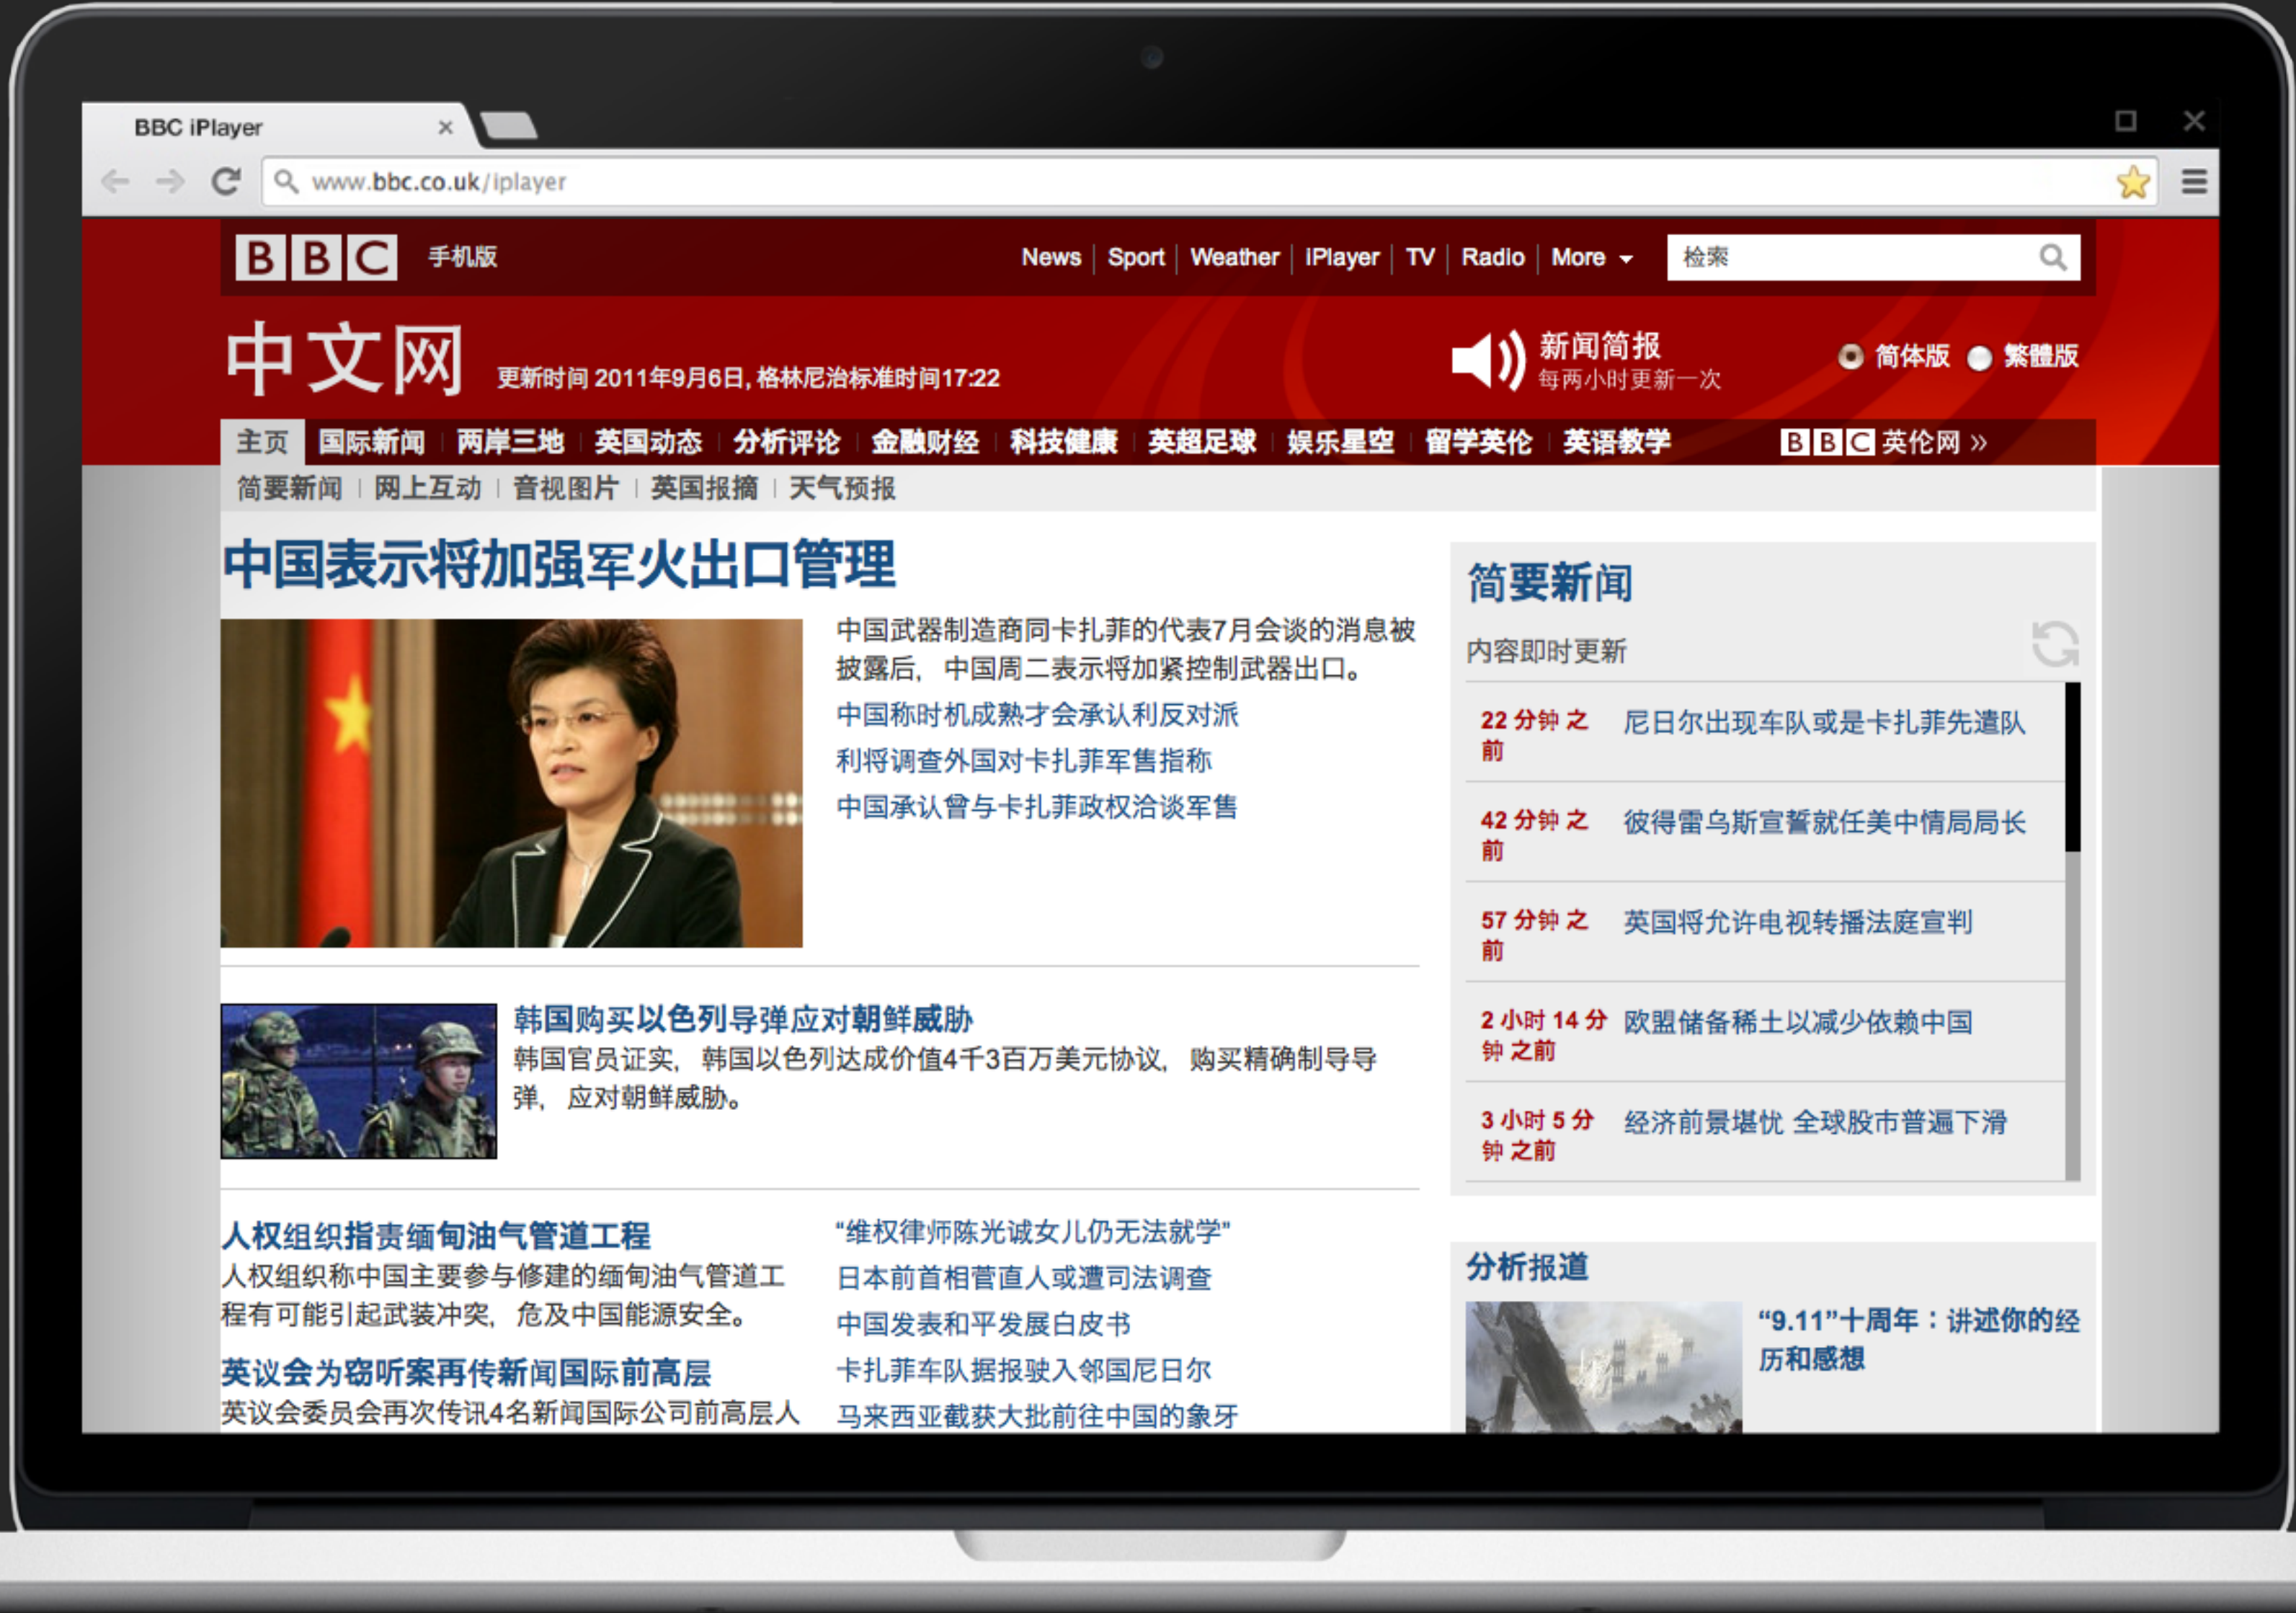 BBC iPlayer
www.bbc.co.uk/iplayer
BBC 手机版
News Sport Weather iPlayer TV Radio More
检索
中文网
更新时间 2011年9月6日, 格林尼治标准时间17:22
新闻简报
每两小时更新一次
简体版 繁體版
主页 国际新闻 两岸三地 英国动态 分析评论 金融财经 科技健康 英超足球 娱乐星空 留学英伦 英语教学 BBC 英伦网 »
简要新闻 网上互动 音视图片 英国报摘 天气预报
中国表示将加强军火出口管理
中国武器制造商同卡扎菲的代表7月会谈的消息被
披露后，中国周二表示将加紧控制武器出口。
中国称时机成熟才会承认利反对派
利将调查外国对卡扎菲军售指称
中国承认曾与卡扎菲政权洽谈军售
韩国购买以色列导弹应对朝鲜威胁
韩国官员证实，韩国以色列达成价值4千3百万美元协议，购买精确制导导
弹，应对朝鲜威胁。
人权组织指责缅甸油气管道工程
人权组织称中国主要参与修建的缅甸油气管道工
程有可能引起武装冲突，危及中国能源安全。
英议会为窃听案再传新闻国际前高层
英议会委员会再次传讯4名新闻国际公司前高层人
"维权律师陈光诚女儿仍无法就学"
日本前首相菅直人或遭司法调查
中国发表和平发展白皮书
卡扎菲车队据报驶入邻国尼日尔
马来西亚截获大批前往中国的象牙
简要新闻
内容即时更新
22 分钟 之
前
尼日尔出现车队或是卡扎菲先遣队
42 分钟 之
前
彼得雷乌斯宣誓就任美中情局局长
57 分钟 之
前
英国将允许电视转播法庭宣判
2 小时 14 分
钟 之前
欧盟储备稀土以减少依赖中国
3 小时 5 分
钟 之前
经济前景堪忧 全球股市普遍下滑
分析报道
“9.11”十周年：讲述你的经
历和感想